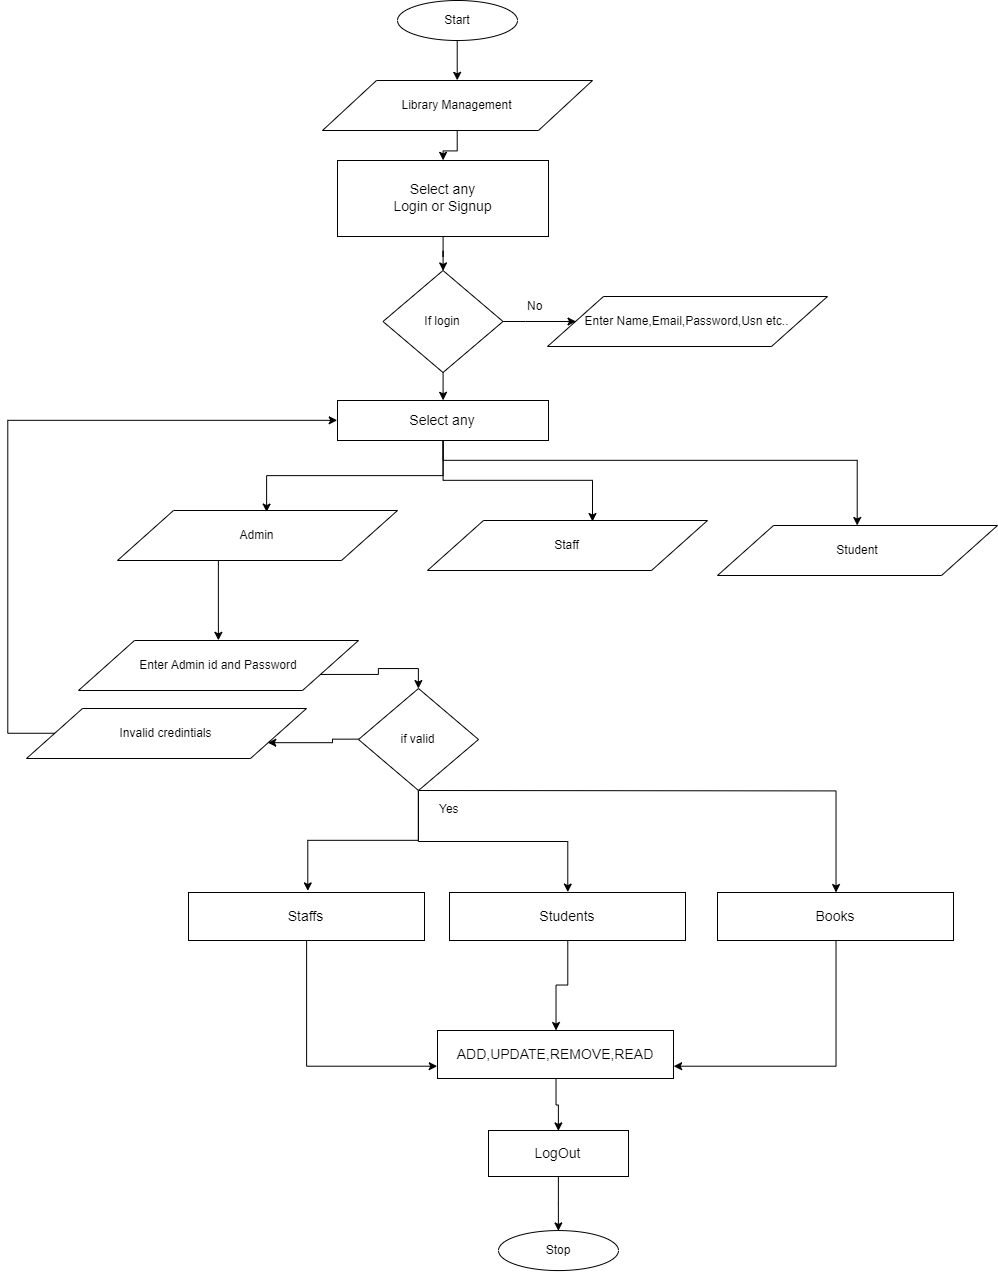 Start
Library Management
Select any
Login or Signup
If login
No
Enter Name,Email,Password,Usn etc..
Select any
Admin
Staff
Student
Enter Admin id and Password
Invalid credintials
if valid
Yes
Staffs
Students
Books
ADD,UPDATE,REMOVE,READ
LogOut
Stop